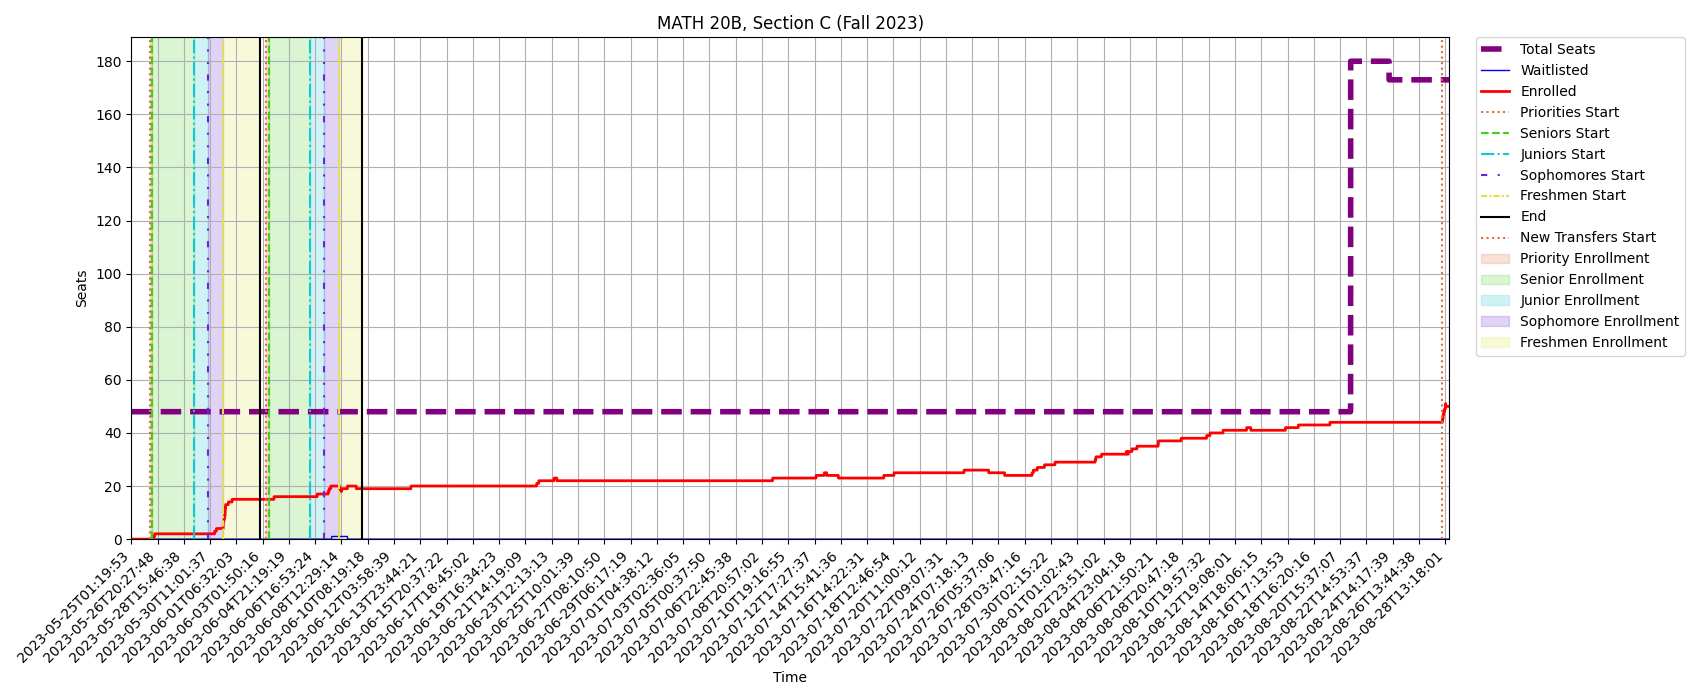 MATH 20B, Section C (Fall 2023)
Seats
180
160
140
120
100
80
60
40
20
0
Total Seats
Waitlisted
Enrolled
Priorities Start
Seniors Start
Juniors Start
Sophomores Start
Freshmen Start
End
New Transfers Start
Priority Enrollment
Senior Enrollment
Junior Enrollment
Sophomore Enrollment
Freshmen Enrollment
2023-05-25T01:19:53
2023-05-26T20:27:48
2023-05-28T15:46:38
2023-05-30T11:01:37
2023-06-01T06:32:03
2023-06-03T01:50:16
2023-06-04T21:19:19
2023-06-06T16:53:24
2023-06-08T12:29:14
2023-06-10T08:19:18
2023-06-12T03:58:39
2023-06-13T23:44:21
2023-06-15T20:37:22
2023-06-17T18:45:02
2023-06-19T16:34:23
2023-06-21T14:19:09
2023-06-23T12:13:13
2023-06-25T10:01:39
2023-06-27T08:10:50
2023-06-29T06:17:19
2023-07-01T04:38:12
2023-07-03T02:36:05
2023-07-05T00:37:50
2023-07-06T22:45:38
2023-07-08T20:57:02
2023-07-10T19:16:55
2023-07-12T17:27:37
2023-07-14T15:41:36
2023-07-16T14:22:31
2023-07-18T12:46:54
2023-07-20T11:00:12
2023-07-22T09:07:31
2023-07-24T07:18:13
2023-07-26T05:37:06
2023-07-28T03:47:16
2023-07-30T02:15:22
2023-08-01T01:02:43
2023-08-02T23:51:02
2023-08-04T23:04:18
2023-08-06T21:50:21
2023-08-08T20:47:18
2023-08-10T19:57:32
2023-08-12T19:08:01
2023-08-14T18:06:15
2023-08-16T17:13:53
2023-08-18T16:20:16
2023-08-20T15:37:07
2023-08-22T14:53:37
2023-08-24T14:17:39
2023-08-26T13:44:38
2023-08-28T13:18:01
Time